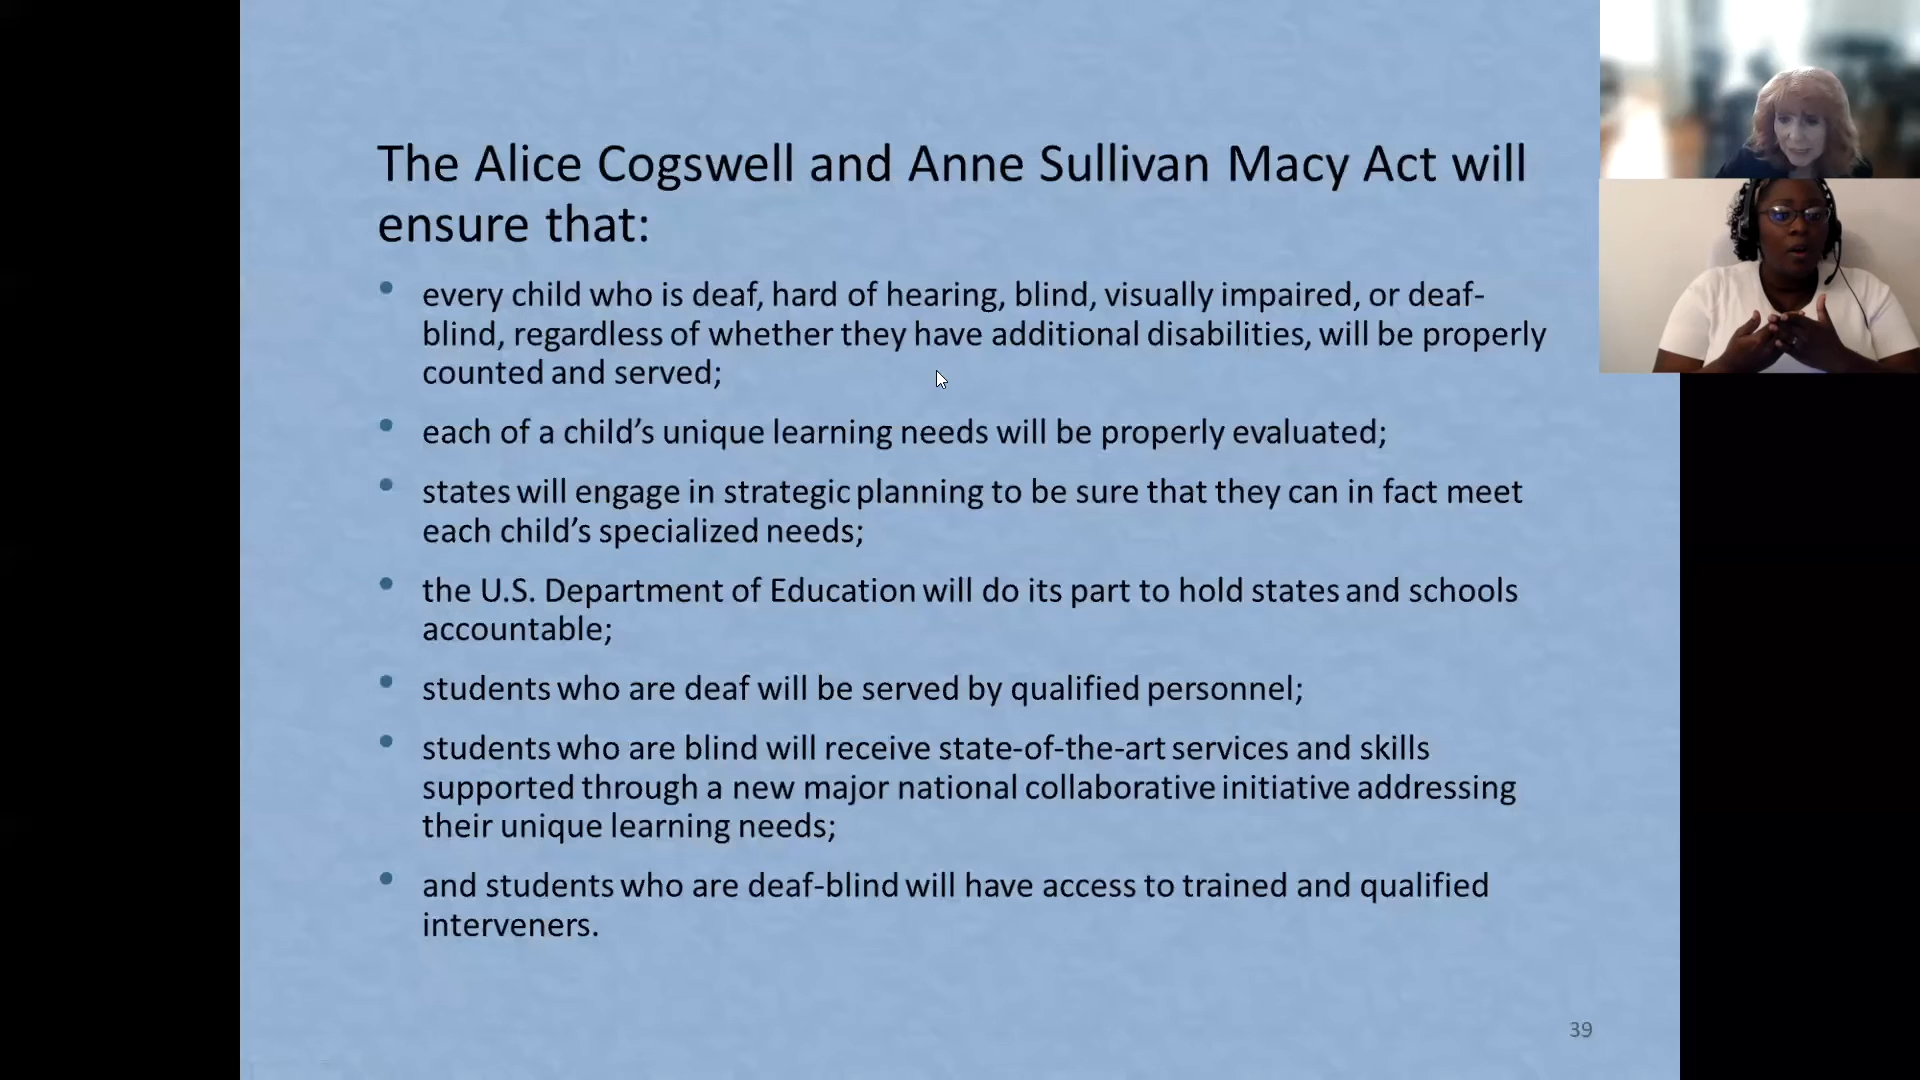 The Alice Cogswell and Anne Sullivan Macy Act will
ensure that:
• every child who is deaf, hard of hearing, blind, visually impaired, or deaf-
blind, regardless of whether they have additional disabilities, will be properly
counted and served;
• each of a child’s unique learning needs will be properly evaluated;
• states will engage in strategic planning to be sure that they can in fact meet
each child’s specialized needs;
• the U.S. Department of Education will do its part to hold states and schools
accountable;
• students who are deaf will be served by qualified personnel;
• students who are blind will receive state-of-the-art services and skills
supported through a new major national collaborative initiative addressing
their unique learning needs;
• and students who are deaf-blind will have access to trained and qualified
interveners.
39